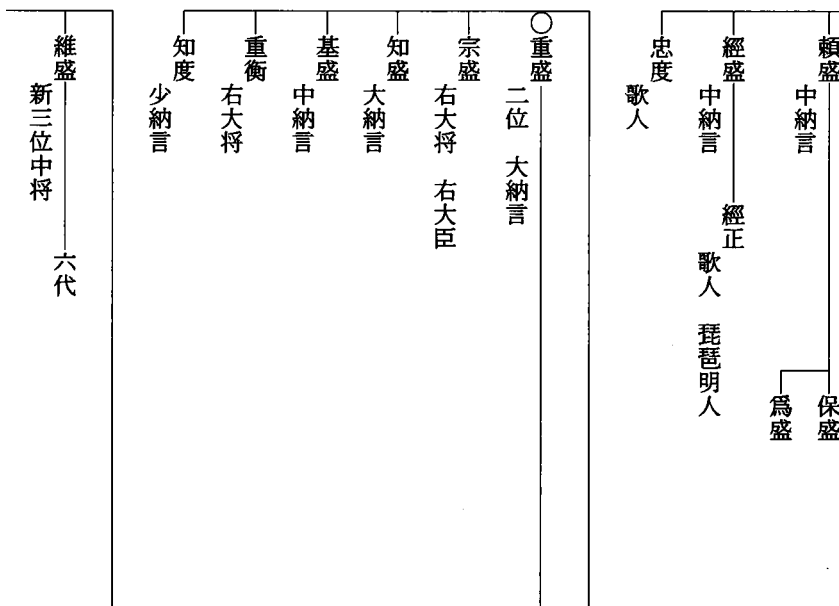 頼盛
中納言
保盛
爲盛
經盛
中納言
經正
歌人 琵琶明人
忠度
歌人
○重盛
二位 大納言
宗盛
右大将 右大臣
知盛
大納言
基盛
中納言
重衡
右大将
知度
少納言
維盛
新三位中将
六代